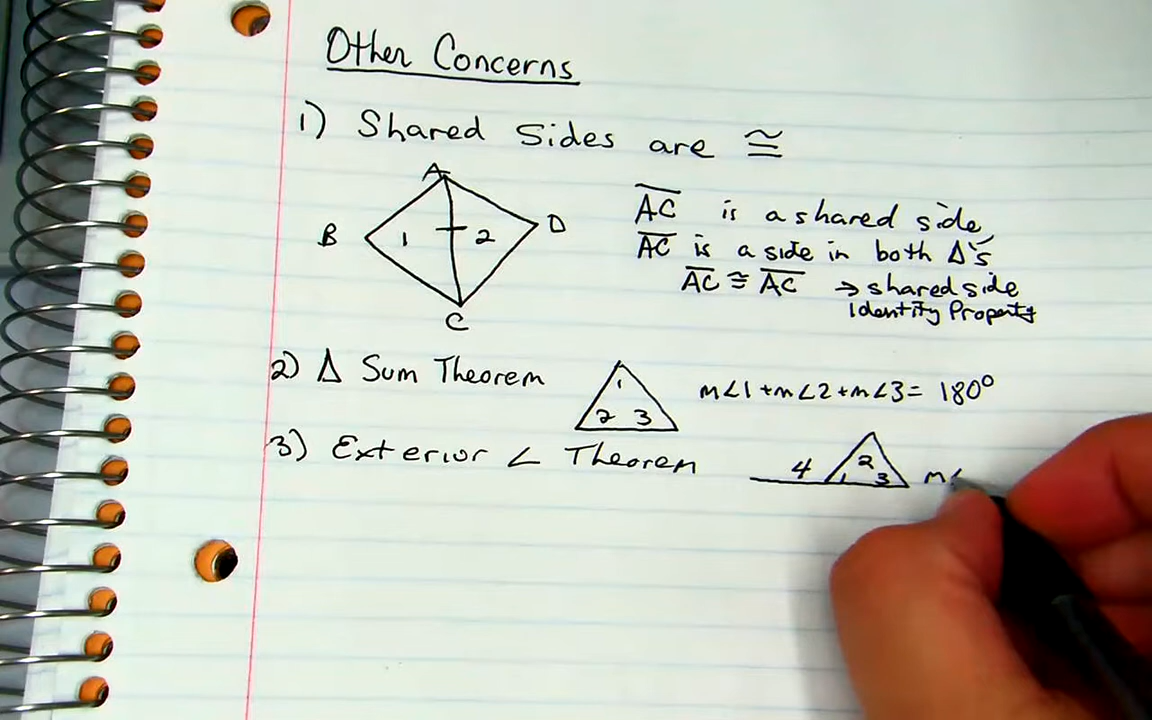 Other Concerns
1) Shared Sides are ≅
A
B 1 2 D
C
AC is a shared side,
AC is a side in both Δ's
AC ≅ AC → shared side
Identity Property
2) Δ Sum Theorem
1
2 3
m∠1 + m∠2 + m∠3 = 180°
3) Exterior ∠ Theorem
4 1 2 3 m∠